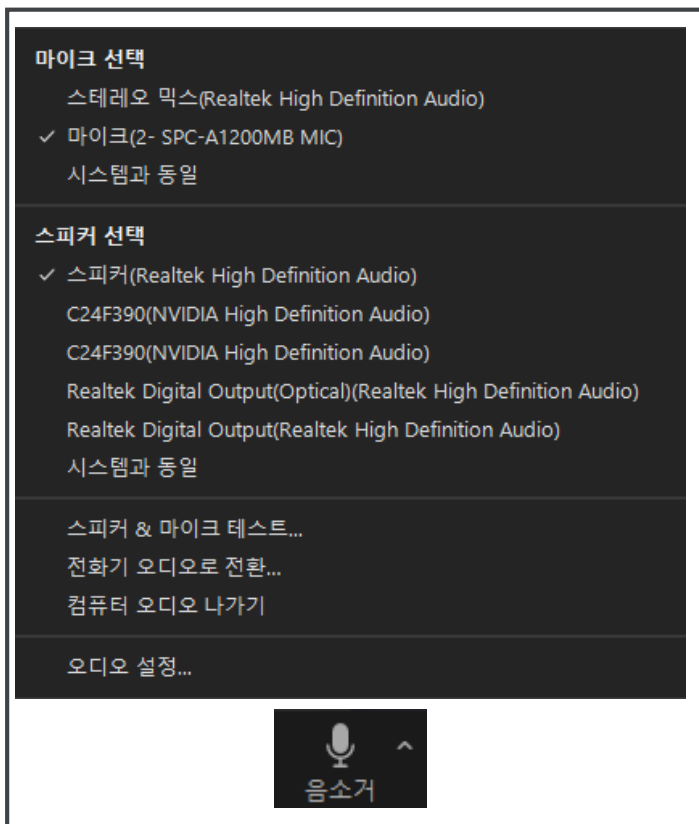 마이크 선택
스테레오 믹스(Realtek High Definition Audio)
마이크(2- SPC-A1200MB MIC)
시스템과 동일
스피커 선택
스피커(Realtek High Definition Audio)
C24F390(NVIDIA High Definition Audio)
C24F390(NVIDIA High Definition Audio)
Realtek Digital Output(Optical)(Realtek High Definition Audio)
Realtek Digital Output(Realtek High Definition Audio)
시스템과 동일
스피커 & 마이크 테스트...
전화기 오디오로 전환...
컴퓨터 오디오 나가기
오디오 설정...
음소거